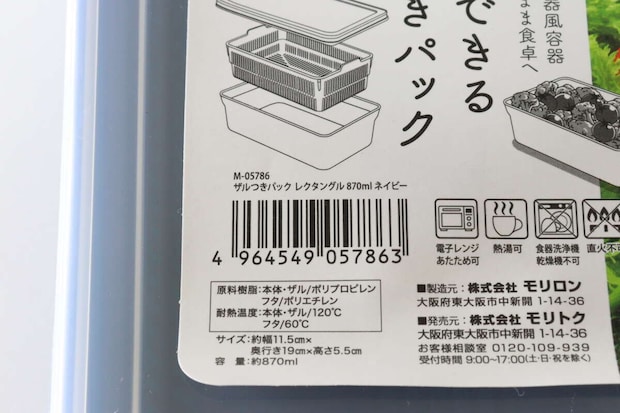 器風容器
まま食卓へ
できる
きパック
M-05786
ザルつきパック レクタングル 870ml ネイビー
4 964549 057863
電子レンジ
あたため可
熱湯可
食器洗浄機
乾燥機不可
直火不可
原料樹脂：本体・ザル/ポリプロピレン
フタ/ポリエチレン
耐熱温度：本体・ザル/120℃
フタ/60℃
サイズ：約幅11.5cm×
奥行き19cm×高さ5.5cm
容 量：約870ml
■製造元：株式会社 モリロン
大阪府東大阪市中新開 1-14-36
■発売元：株式会社 モリトク
大阪府東大阪市中新開 1-14-36
お客様相談室 0120-109-939
受付時間 9:00~17:00(土・日・祝を除く)